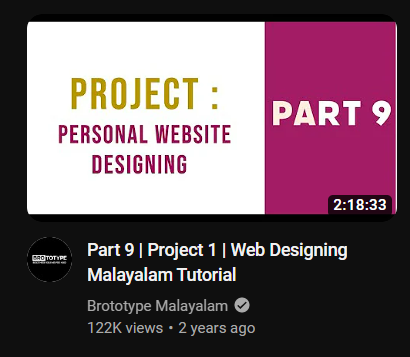 PROJECT :
PERSONAL WEBSITE
DESIGNING
PART 9
2:18:33
BROTOTYPE
Part 9 | Project 1 | Web Designing
Malayalam Tutorial
Brototype Malayalam
122K views • 2 years ago